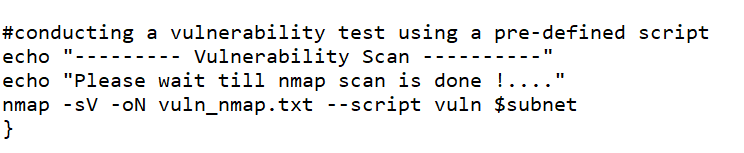 #conducting a vulnerability test using a pre-defined script
echo "--------- Vulnerability Scan ----------"
echo "Please wait till nmap scan is done !...."
nmap -sV -oN vuln_nmap.txt --script vuln $subnet
}